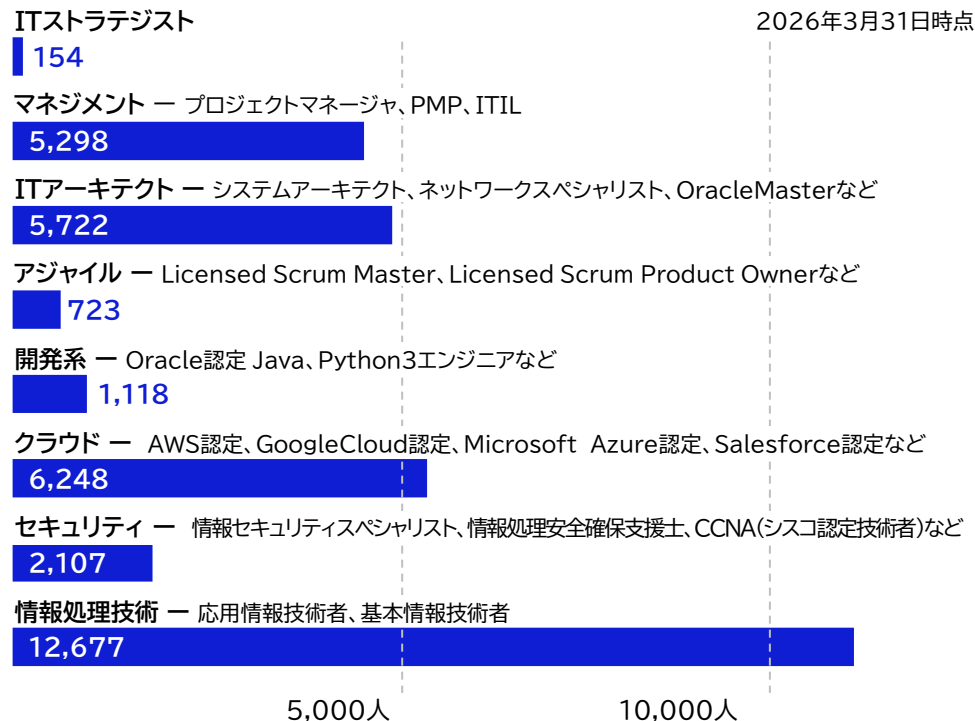 ITストラテジスト
2026年3月31日時点
154
マネジメント ー プロジェクトマネージャ、PMP、ITIL
5,298
ITアーキテクト ー システムアーキテクト、ネットワークスペシャリスト、OracleMasterなど
5,722
アジャイル ー Licensed Scrum Master、Licensed Scrum Product Ownerなど
723
開発系 ー Oracle認定 Java、Python3エンジニアなど
1,118
クラウド ー AWS認定、GoogleCloud認定、Microsoft Azure認定、Salesforce認定など
6,248
セキュリティ ー 情報セキュリティスペシャリスト、情報処理安全確保支援士、CCNA(シスコ認定技術者)など
2,107
情報処理技術 ー 応用情報技術者、基本情報技術者
12,677
5,000人
10,000人